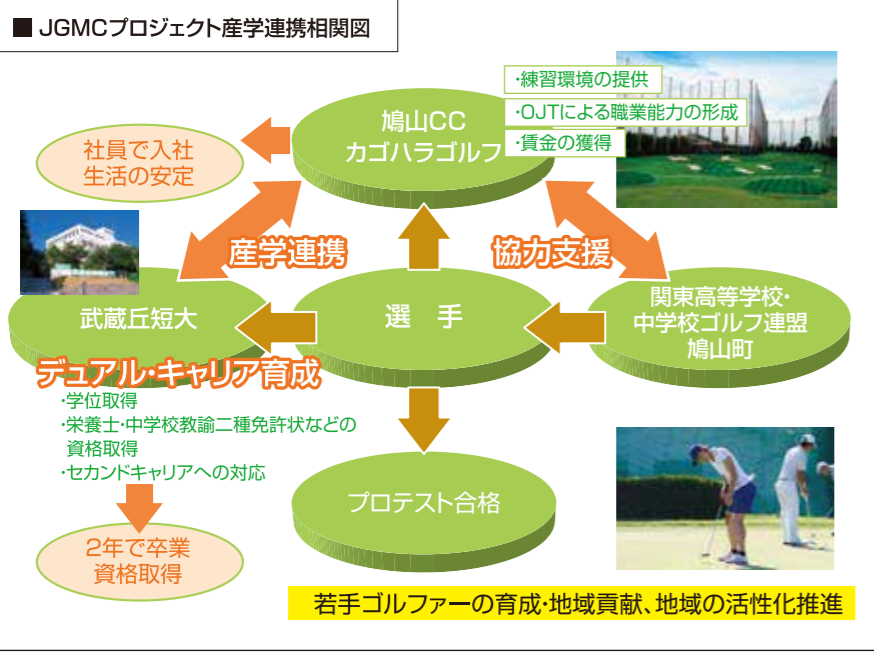 ■ JGMCプロジェクト産学連携相関図
鳩山CC
カゴハラゴルフ
・練習環境の提供
・OJTによる職業能力の形成
・賃金の獲得
社員で入社
生活の安定
産学連携
協力支援
武蔵丘短大
選　手
関東高等学校・
中学校ゴルフ連盟
鳩山町
デュアル・キャリア育成
・学位取得
・栄養士・中学校教諭二種免許状などの
資格取得
・セカンドキャリアへの対応
プロテスト合格
2年で卒業
資格取得
若手ゴルファーの育成・地域貢献、地域の活性化推進